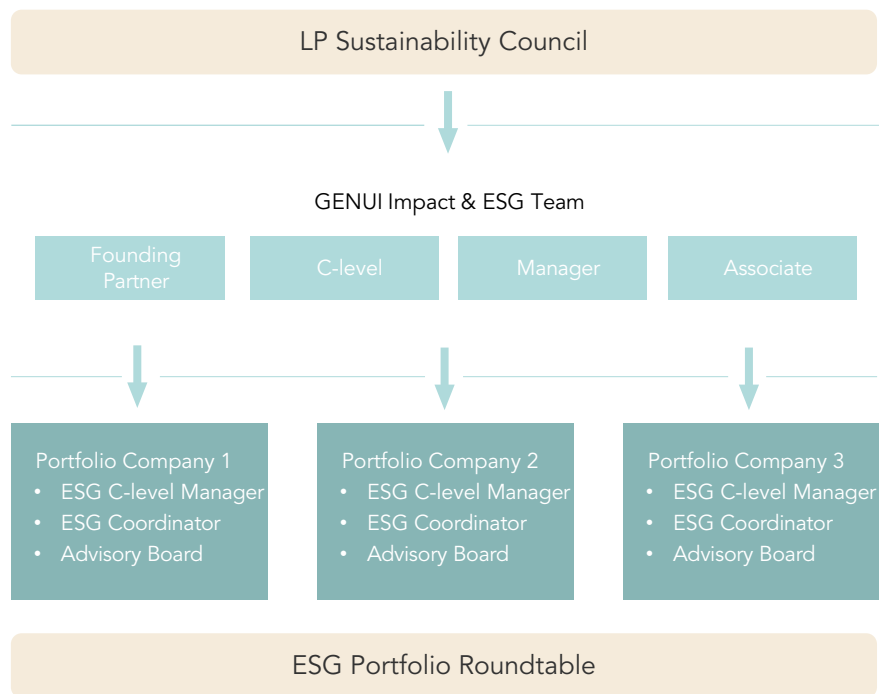 LP Sustainability Council
GENUI Impact & ESG Team
Founding
Partner
C-level
Manager
Associate
Portfolio Company 1
• ESG C-level Manager
• ESG Coordinator
• Advisory Board
Portfolio Company 2
• ESG C-level Manager
• ESG Coordinator
• Advisory Board
Portfolio Company 3
• ESG C-level Manager
• ESG Coordinator
• Advisory Board
ESG Portfolio Roundtable